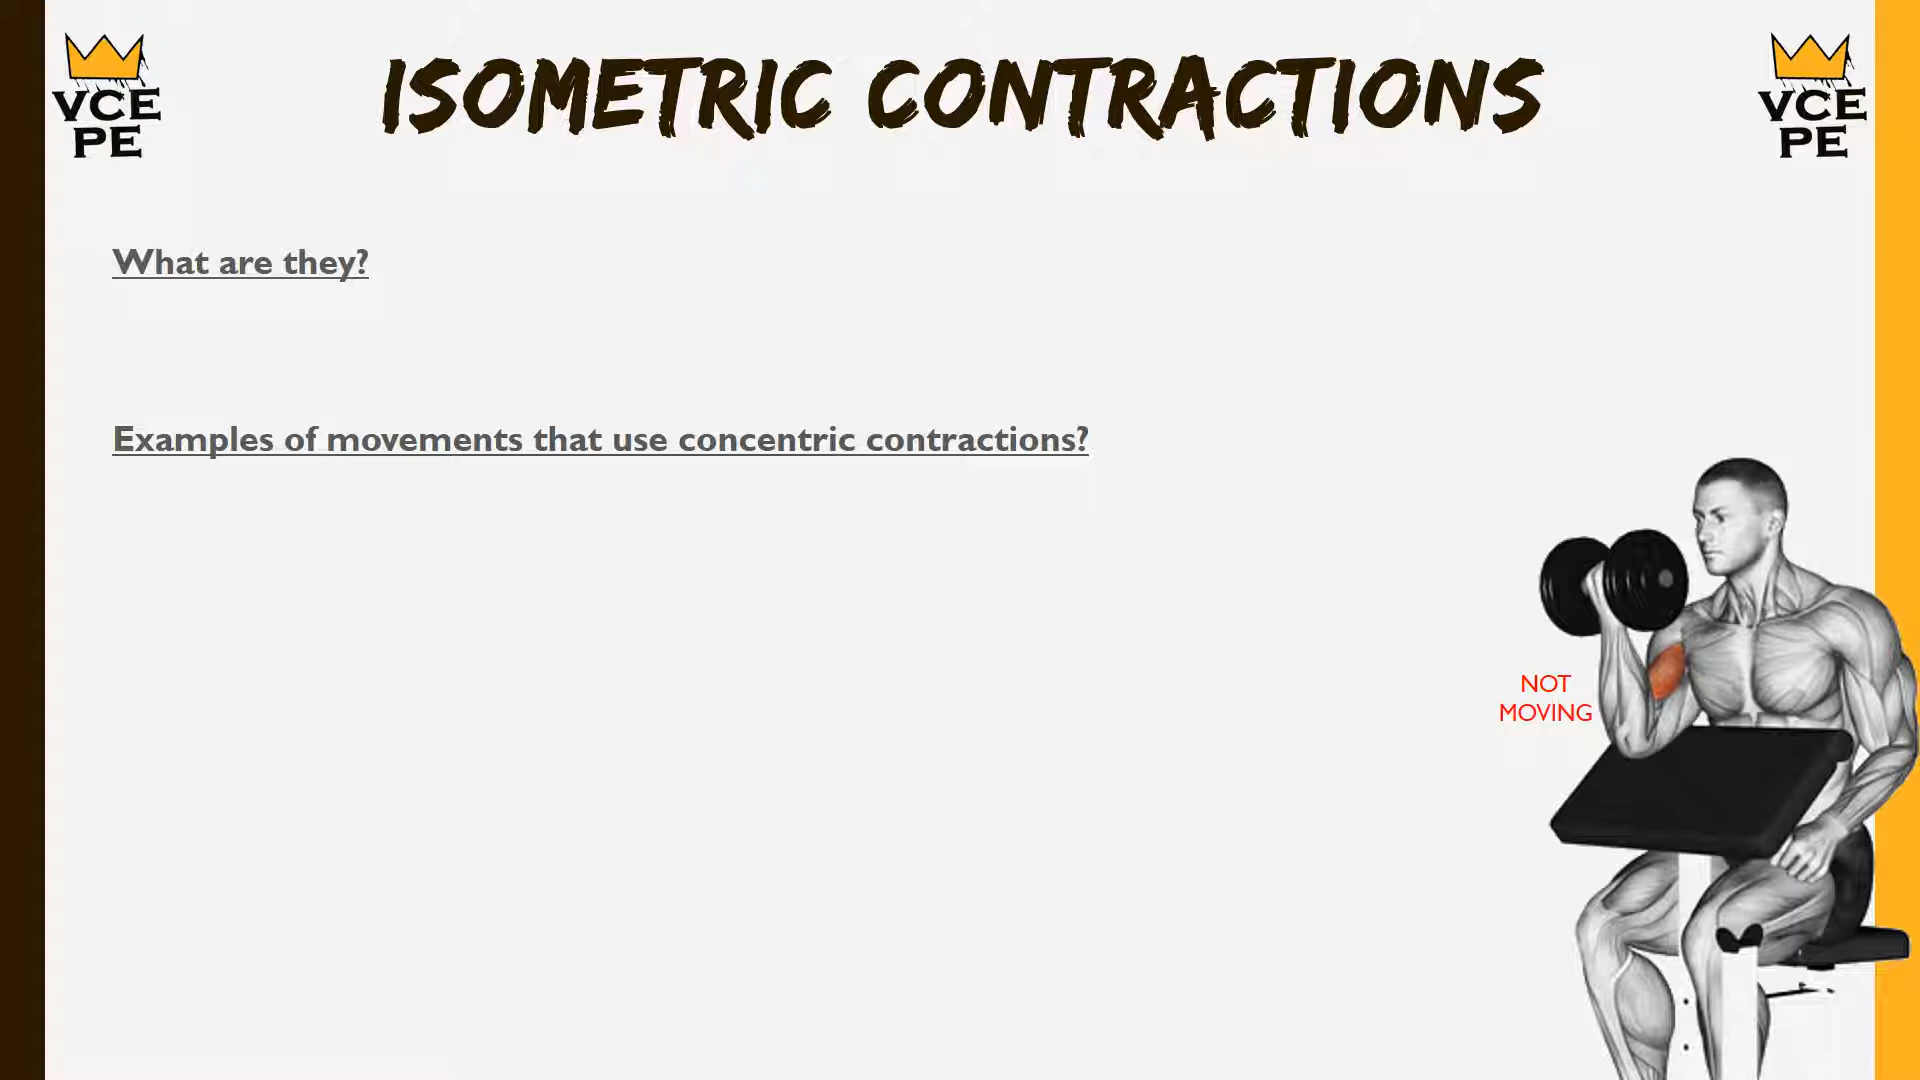 VCE
PE
ISOMETRIC CONTRACTIONS
VCE
PE
What are they?
Examples of movements that use concentric contractions?
NOT
MOVING